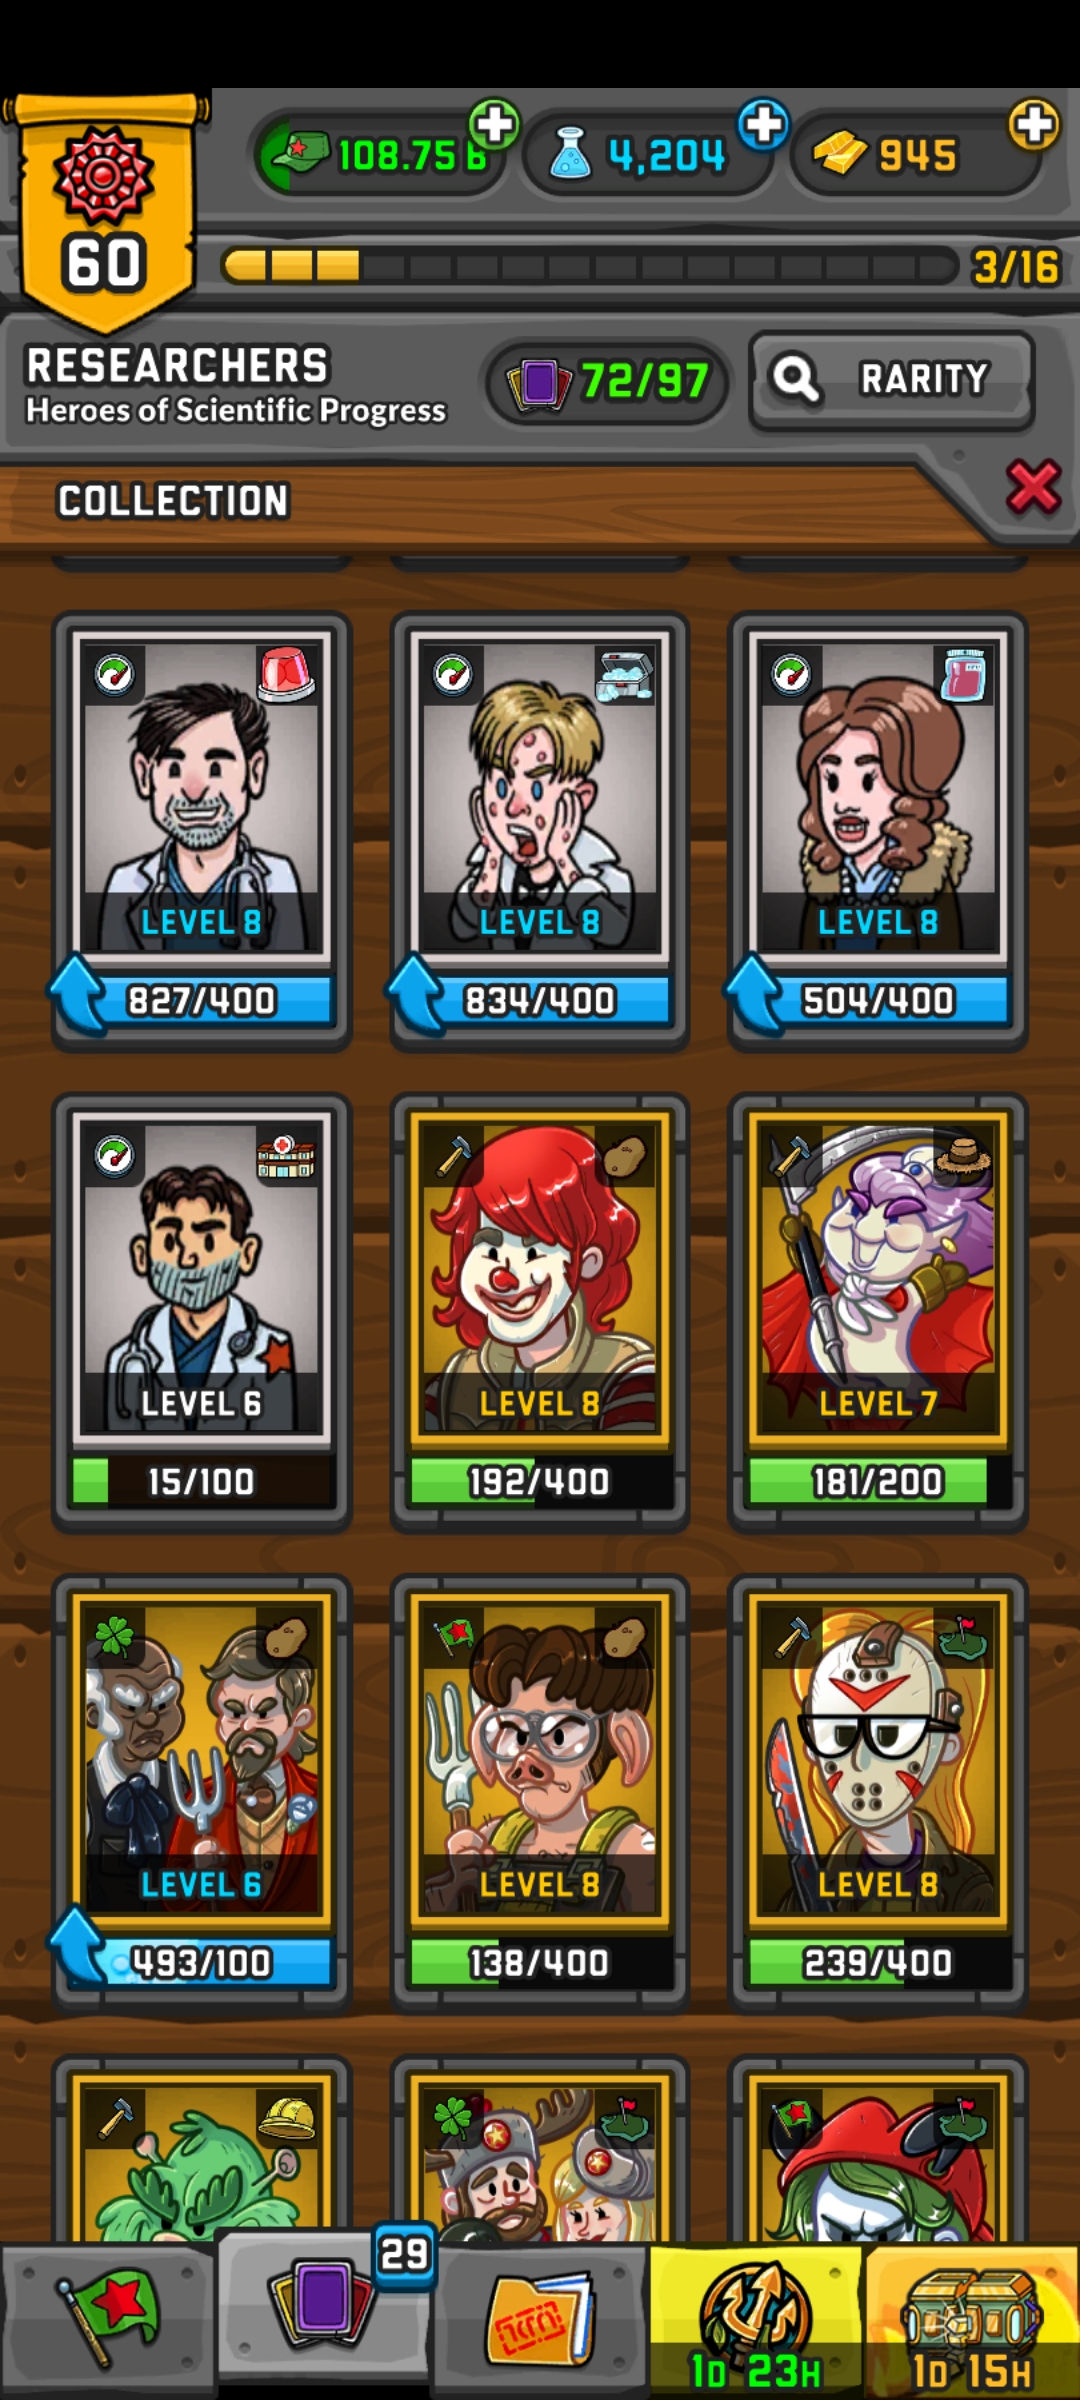 108.75 B
4,204
945
60
3/16
RESEARCHERS
Heroes of Scientific Progress
72/97
RARITY
COLLECTION
LEVEL 8
LEVEL 8
LEVEL 8
827/400
834/400
504/400
LEVEL 6
LEVEL 8
LEVEL 7
15/100
192/400
181/200
LEVEL 6
LEVEL 8
LEVEL 8
493/100
138/400
239/400
29
1D 23H
1D 15H